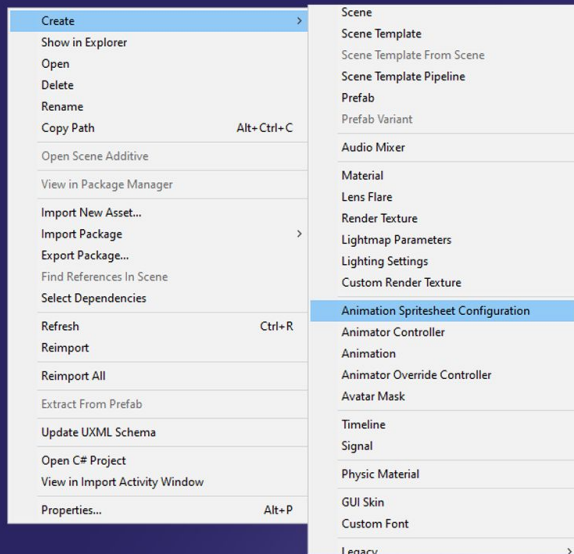 Create
Show in Explorer
Open
Delete
Rename
Copy Path Alt+Ctrl+C
Open Scene Additive
View in Package Manager
Import New Asset...
Import Package
Export Package...
Find References In Scene
Select Dependencies
Refresh Ctrl+R
Reimport
Reimport All
Extract From Prefab
Update UXML Schema
Open C# Project
View in Import Activity Window
Properties... Alt+P
Scene
Scene Template
Scene Template From Scene
Scene Template Pipeline
Prefab
Prefab Variant
Audio Mixer
Material
Lens Flare
Render Texture
Lightmap Parameters
Lighting Settings
Custom Render Texture
Animation Spritesheet Configuration
Animator Controller
Animation
Animator Override Controller
Avatar Mask
Timeline
Signal
Physic Material
GUI Skin
Custom Font
Legacy